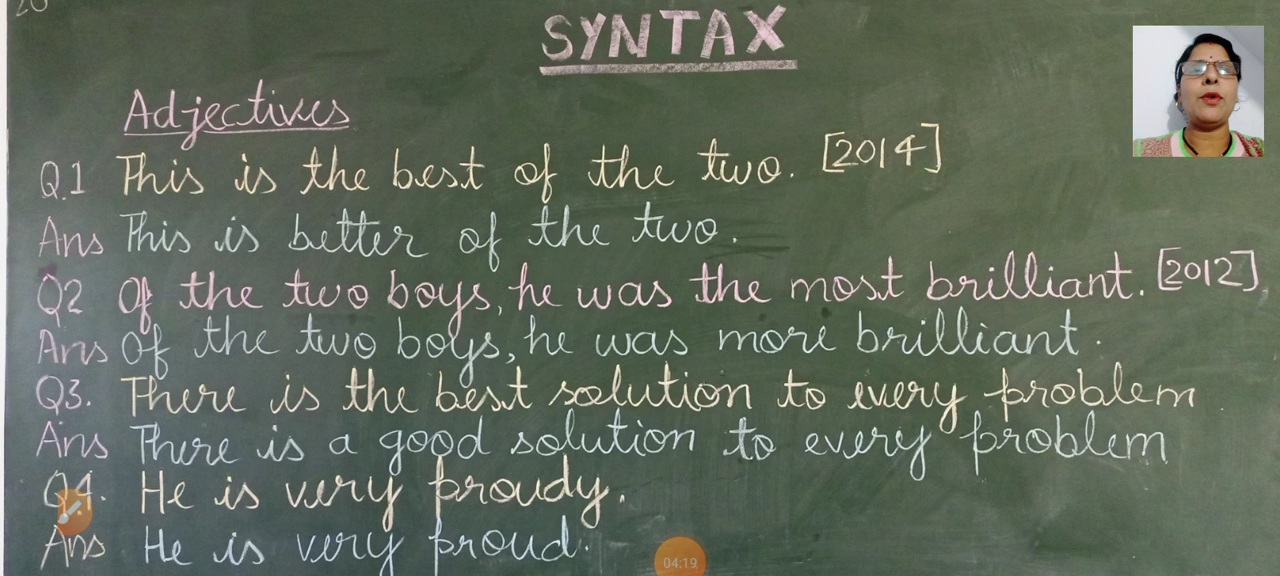 20
SYNTAX
Adjectives
Q.1 This is the best of the two. [2014]
Ans This is better of the two.
Q2 Of the two boys, he was the most brilliant. [2012]
Ans Of the two boys, he was more brilliant.
Q3. There is the best solution to every problem
Ans There is a good solution to every problem
Q4. He is very proudy.
Ans He is very proud.
04:19